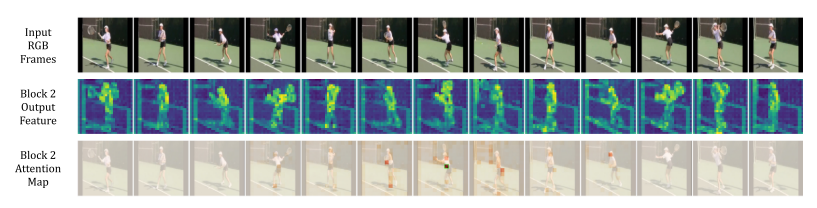 Input
RGB
Frames
Block 2
Output
Feature
Block 2
Attention
Map